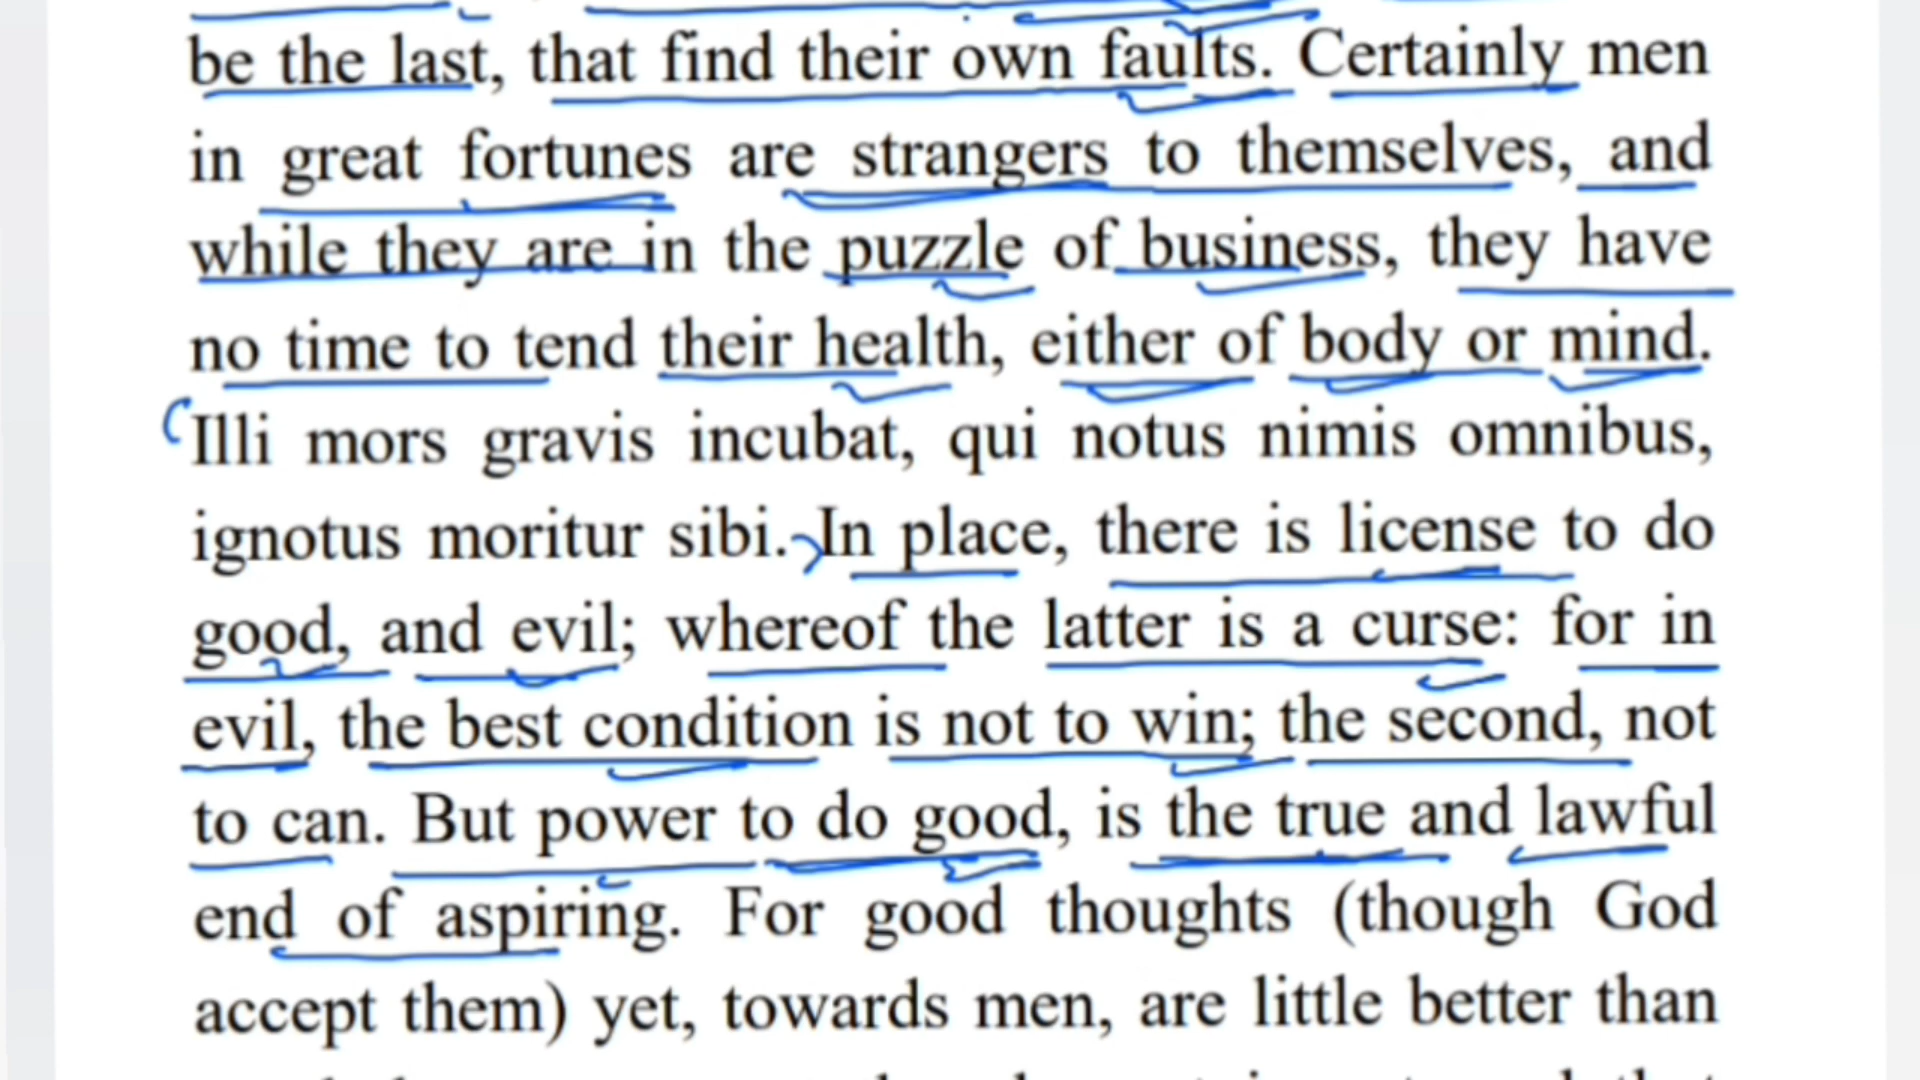 be the last, that find their own faults. Certainly men
in great fortunes are strangers to themselves, and
while they are in the puzzle of business, they have
no time to tend their health, either of body or mind.
Illi mors gravis incubat, qui notus nimis omnibus,
ignotus moritur sibi. In place, there is license to do
good, and evil; whereof the latter is a curse: for in
evil, the best condition is not to win; the second, not
to can. But power to do good, is the true and lawful
end of aspiring. For good thoughts (though God
accept them) yet, towards men, are little better than